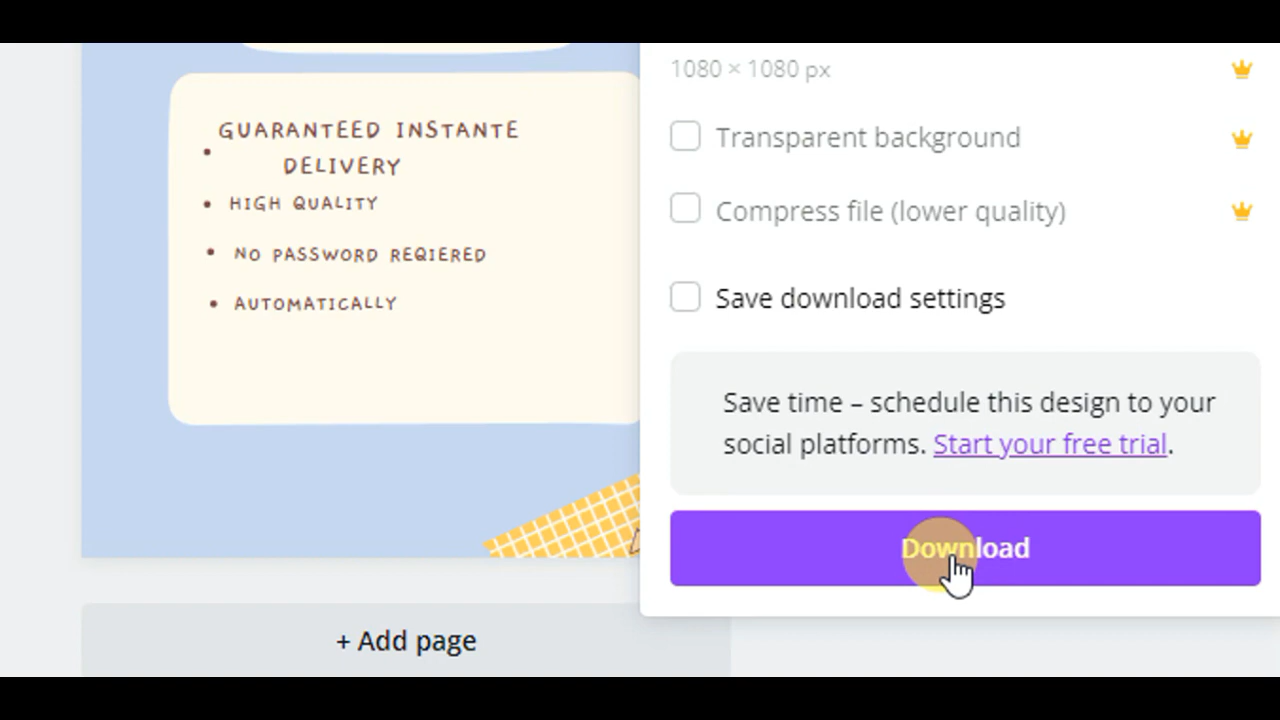 GUARANTEED INSTANTE
DELIVERY
HIGH QUALITY
NO PASSWORD REQIERED
AUTOMATICALLY
1080 × 1080 px
Transparent background
Compress file (lower quality)
Save download settings
Save time – schedule this design to your
social platforms. Start your free trial.
Download
+ Add page